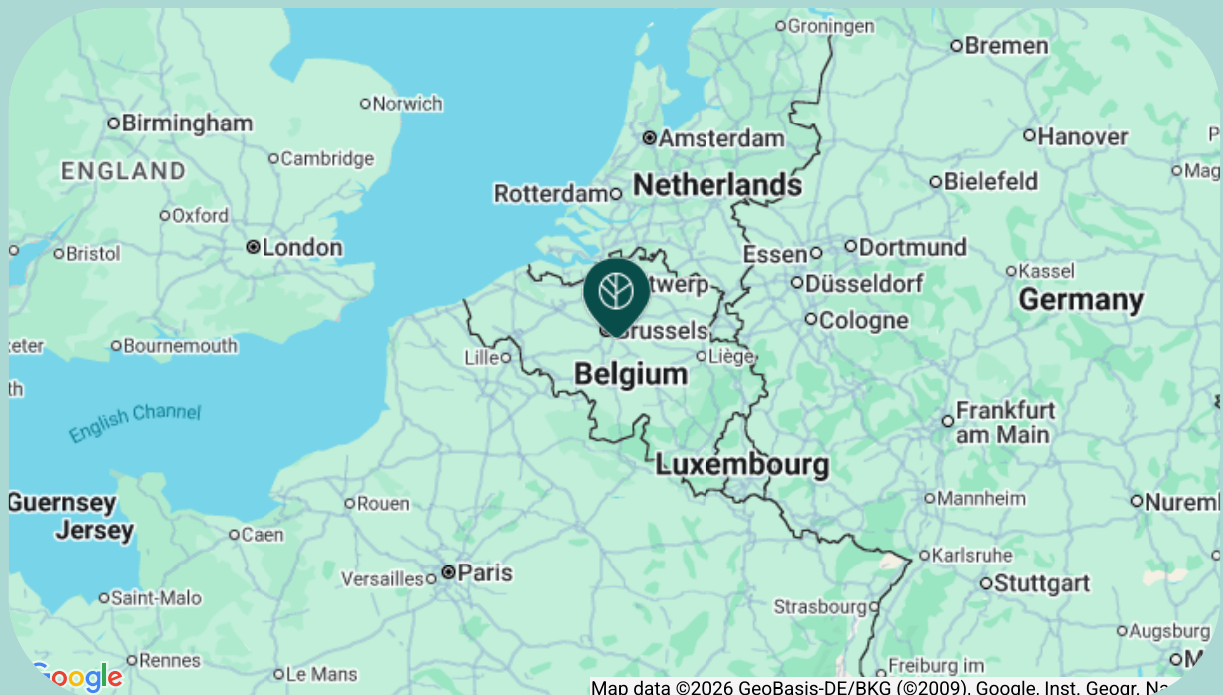 Groningen
Bremen
Norwich
Birmingham
Amsterdam
Hanover
Cambridge
ENGLAND
Netherlands
Bielefeld
Rotterdam
Oxford
London
Dortmund
Bristol
Essen
Kassel
Düsseldorf
Germany
Cologne
Brussels
Bournemouth
Lille
Liège
Belgium
English Channel
Frankfurt
am Main
Luxembourg
Mannheim
Guernsey
Rouen
Jersey
Caen
Karlsruhe
Paris
Versailles
Stuttgart
Saint-Malo
Strasbourg
Augsburg
Rennes
Freiburg im
Le Mans
Google
Map data ©2026 GeoBasis-DE/BKG (©2009), Google, Inst. Geogr.